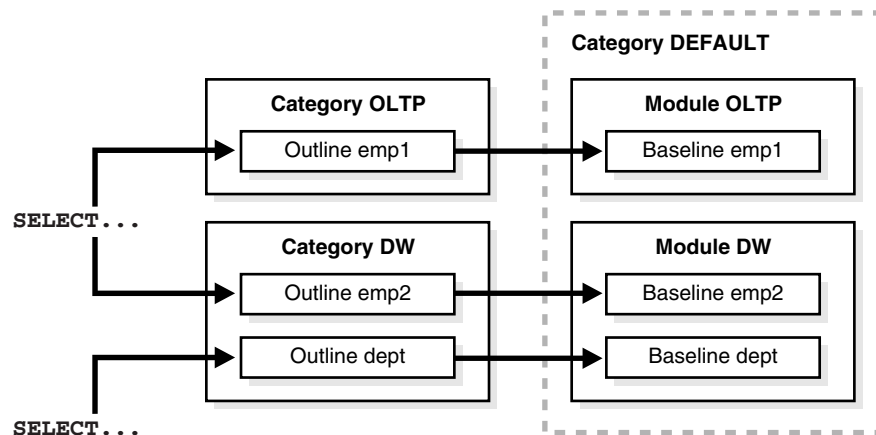 Category DEFAULT
Category OLTP
Module OLTP
Outline emp1
Baseline emp1
SELECT...
Category DW
Module DW
Outline emp2
Baseline emp2
Outline dept
Baseline dept
SELECT...